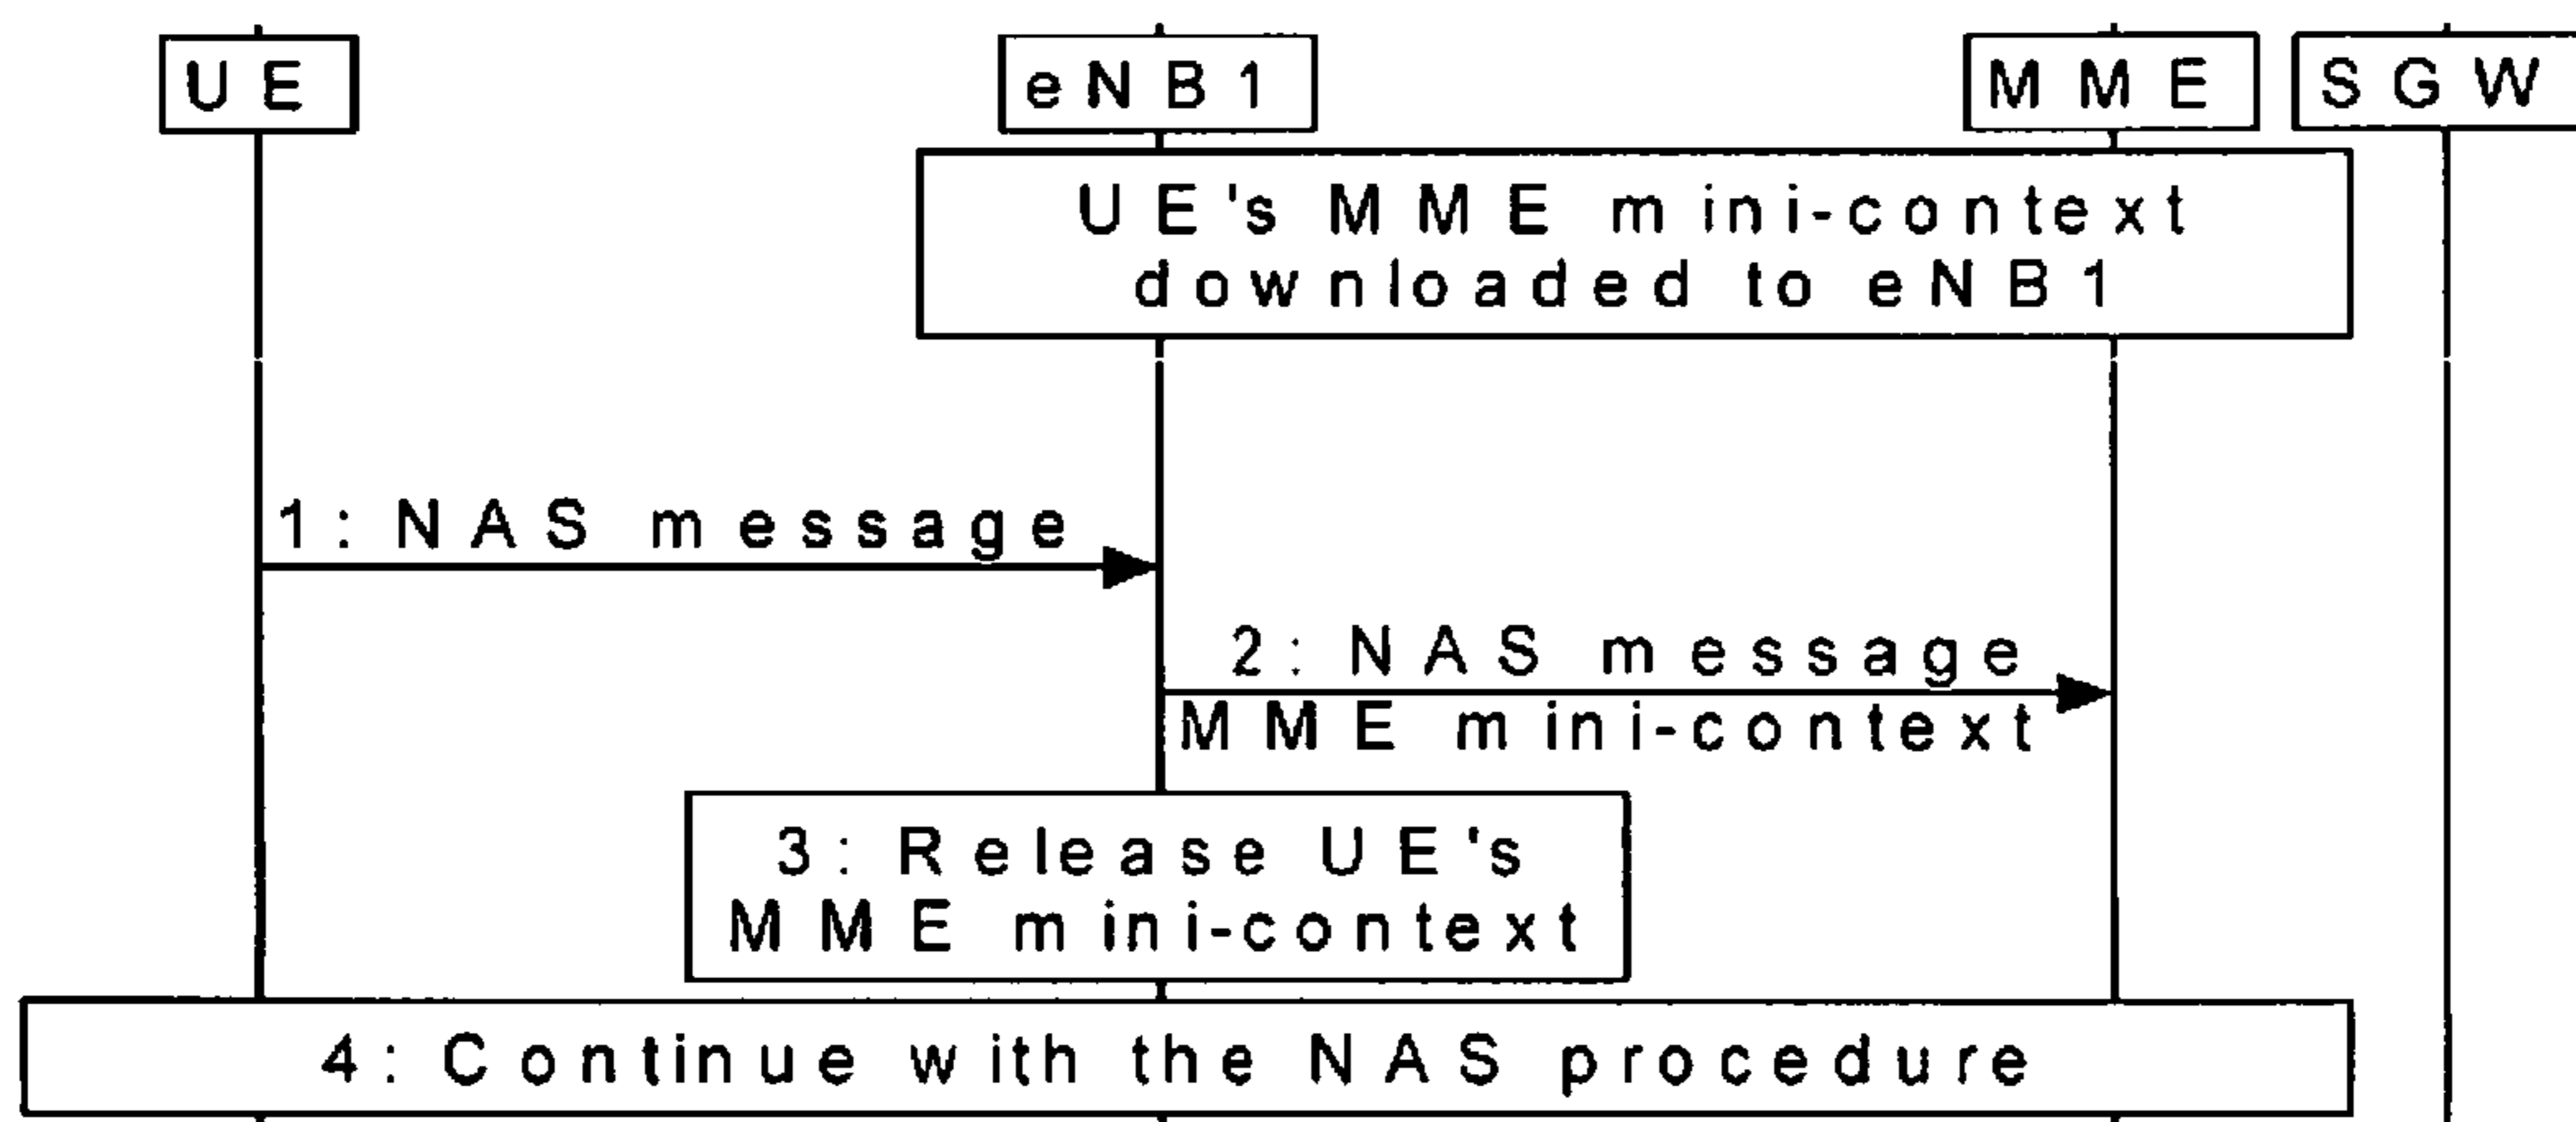 UE
eNB1
MME
SGW
UE's MME mini-context
downloaded to eNB1
1: NAS message
2: NAS message
MME mini-context
3: Release UE's
MME mini-context
4: Continue with the NAS procedure